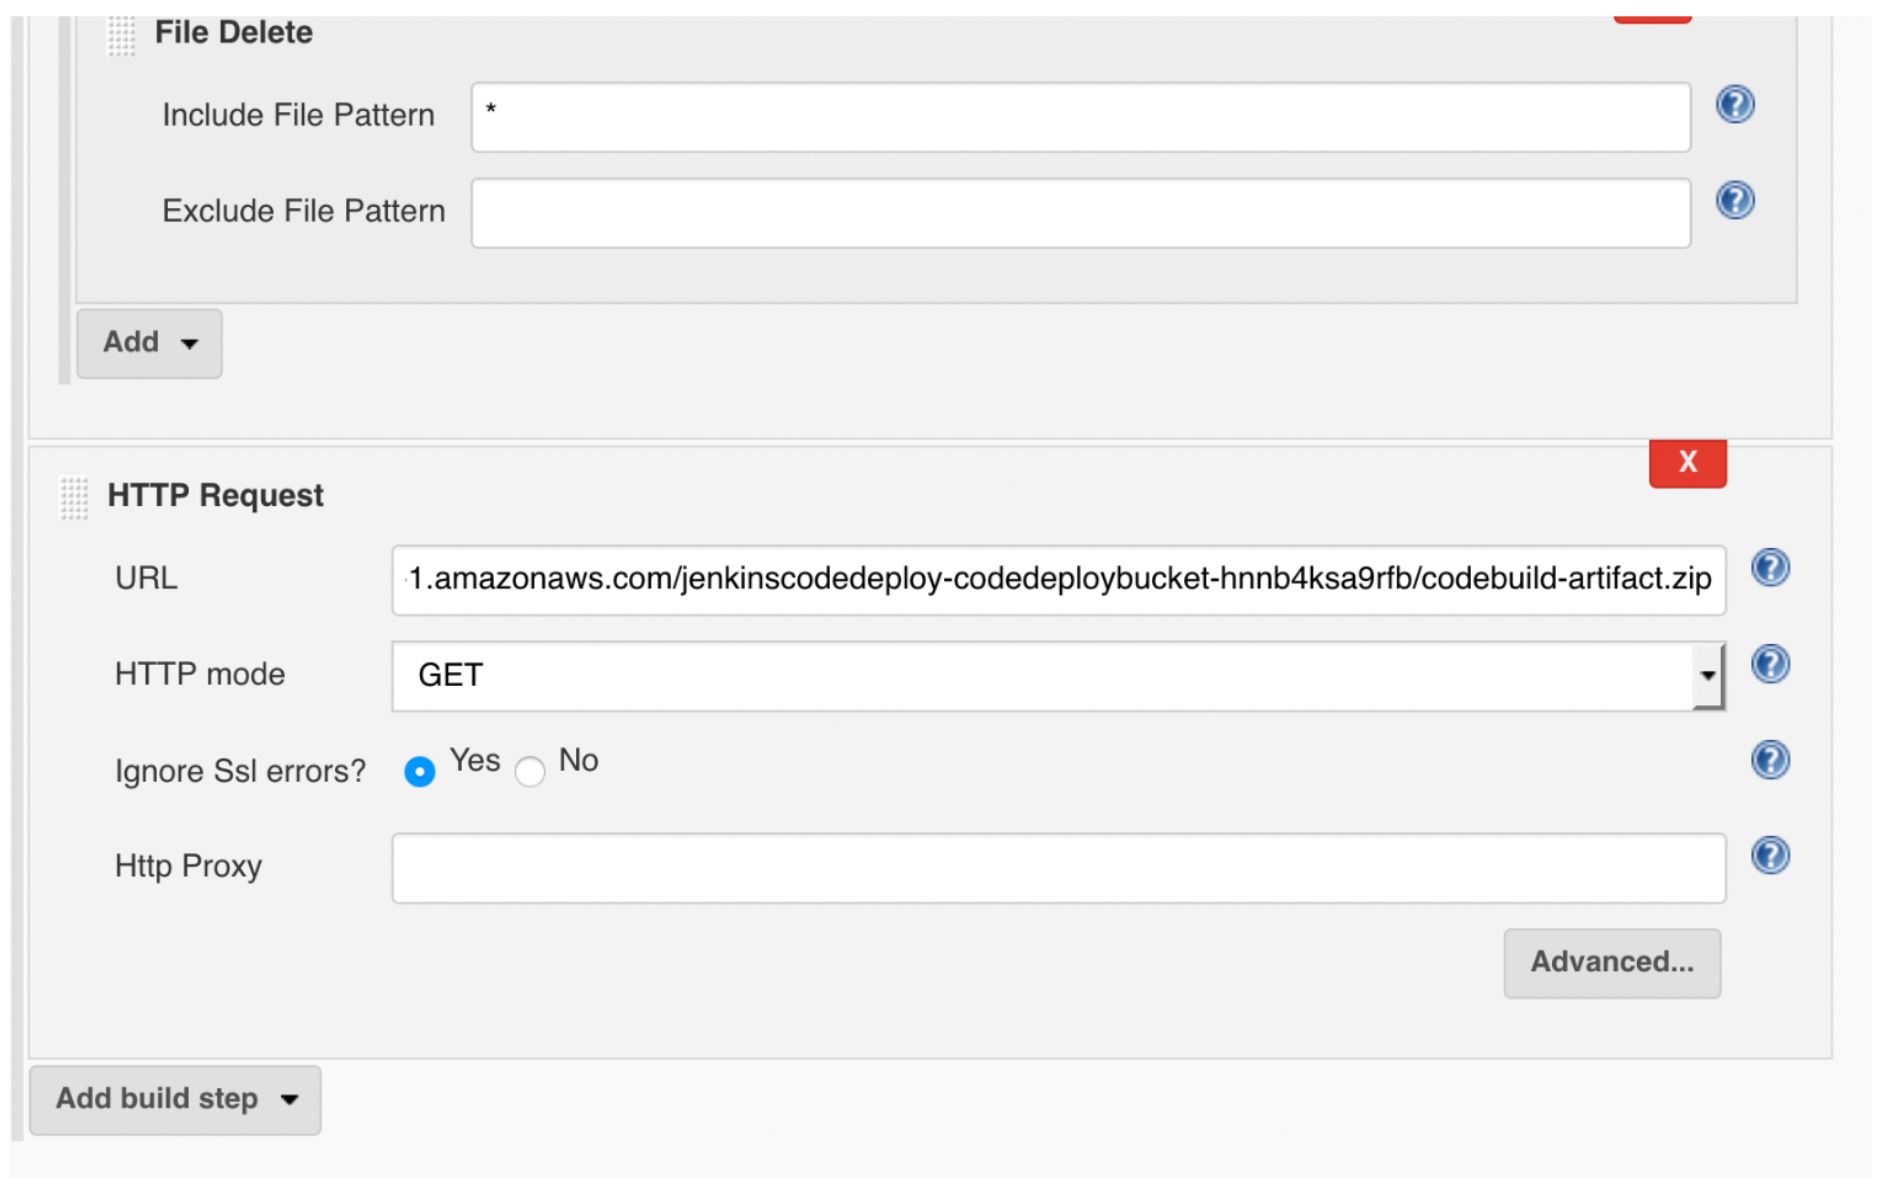 File Delete
Include File Pattern *
Exclude File Pattern
Add
X
HTTP Request
URL -1.amazonaws.com/jenkinscodedeploy-codedeploybucket-hnnb4ksa9rfb/codebuild-artifact.zip
HTTP mode GET
Ignore Ssl errors? Yes No
Http Proxy
Advanced...
Add build step